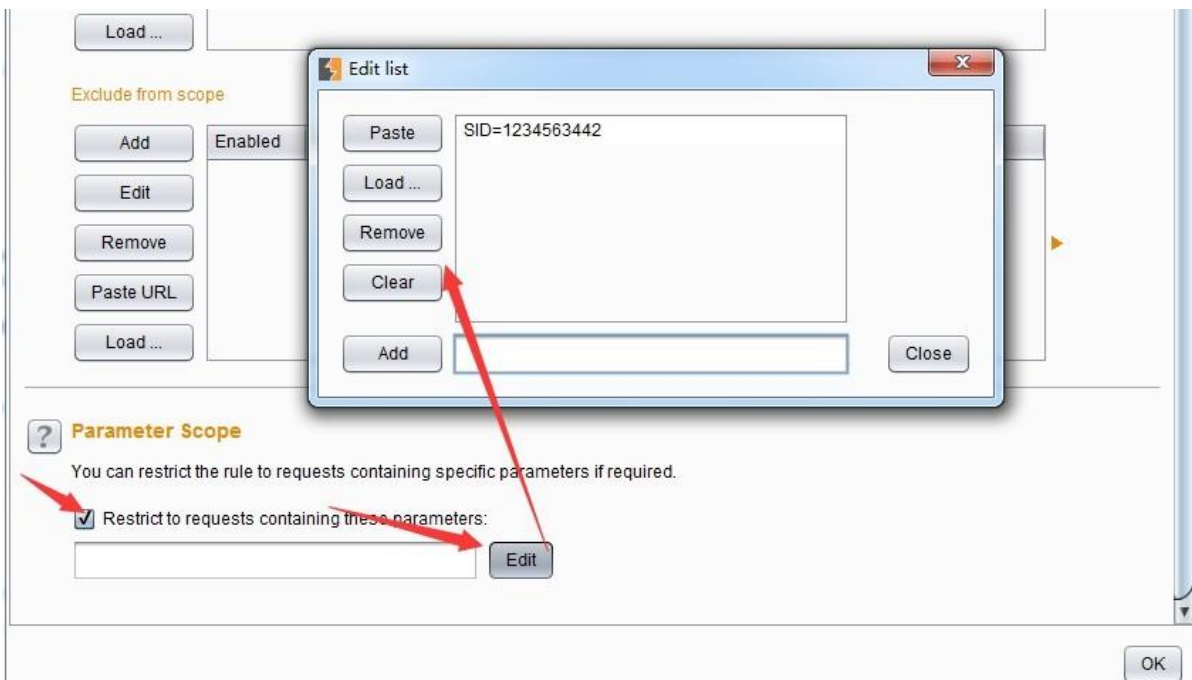 Load ...
Edit list
Exclude from scope
Add
Enabled
Edit
Remove
Paste URL
Load ...
Paste
SID=1234563442
Load ...
Remove
Clear
Add
Close
?
Parameter Scope
You can restrict the rule to requests containing specific parameters if required.
Restrict to requests containing these parameters:
Edit
OK